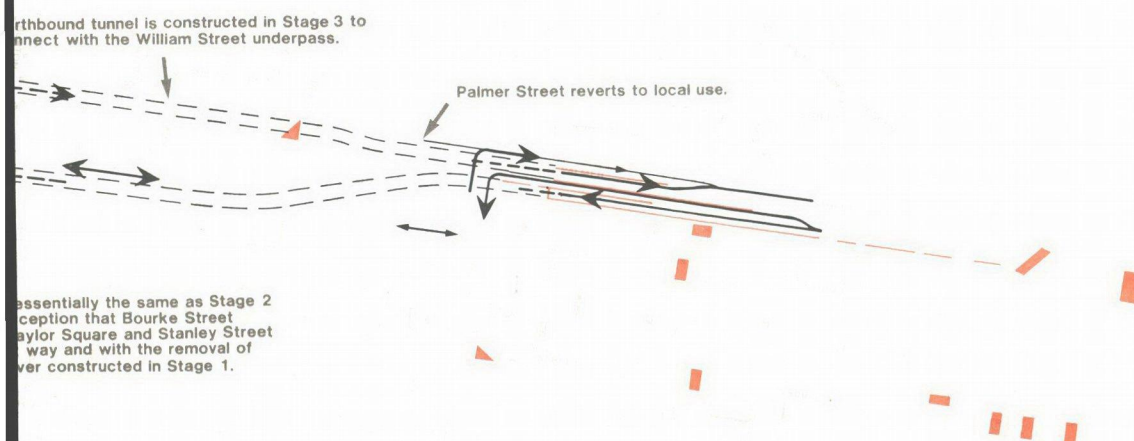 rthbound tunnel is constructed in Stage 3 to
nnect with the William Street underpass.
Palmer Street reverts to local use.
essentially the same as Stage 2
ception that Bourke Street
aylor Square and Stanley Street
way and with the removal of
ver constructed in Stage 1.